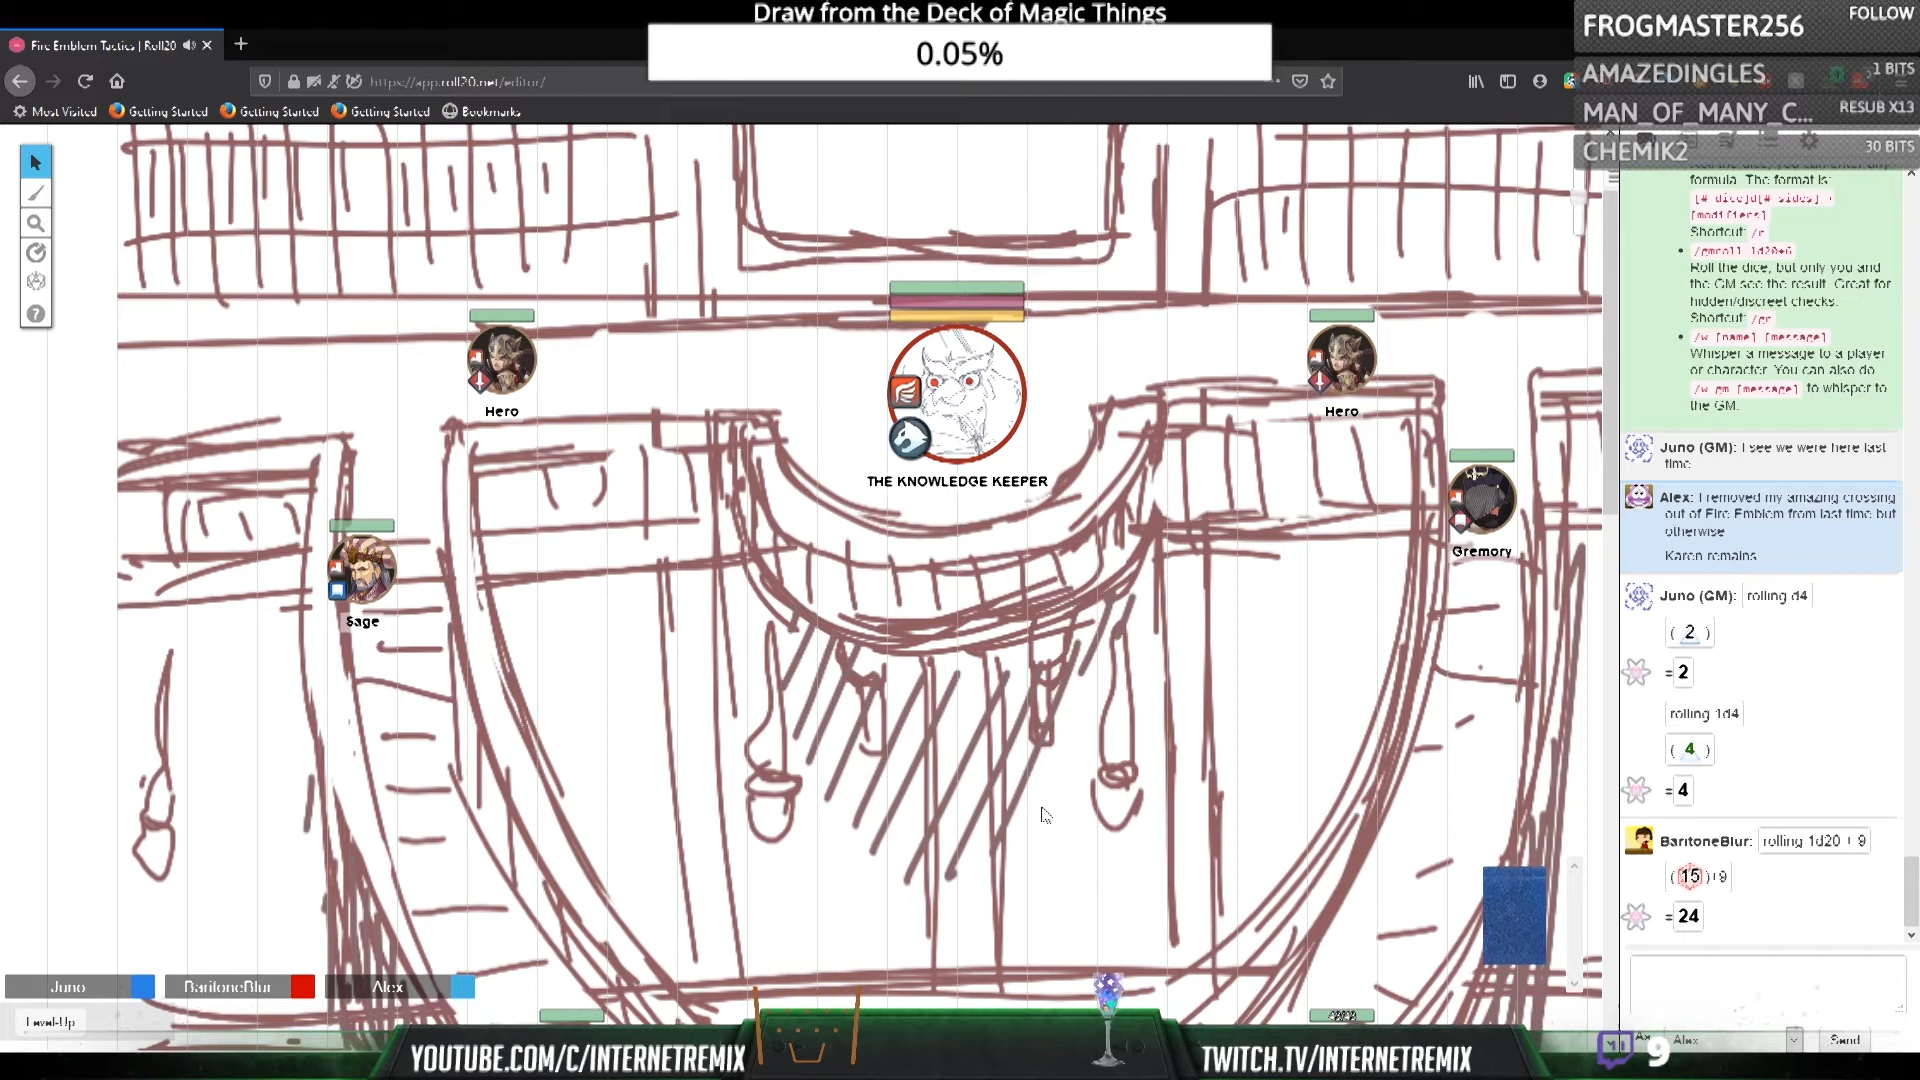 Draw from the Deck of Magic Things
0.05%
FROGMASTER256 FOLLOW
AMAZEDINGLES 1 BITS
MAN_OF_MANY_C... RESUB X13
CHEMIK2 30 BITS
Fire Emblem Tactics | Roll20
https://app.roll20.net/editor/
Most Visited
Getting Started
Getting Started
Getting Started
Bookmarks
formula. The format is:
[# dice]d[# sides] +
[modifiers]
Shortcut: /r
/gmroll 1d20+6
Roll the dice, but only you and
the GM see the result. Great for
hidden/discreet checks.
Shortcut: /gr
/w [name] [message]
Whisper a message to a player
or character. You can also do
/w gm [message] to whisper to
the GM.
Juno (GM): I see we were here last
time
Alex: I removed my amazing crossing
out of Fire Emblem from last time but
otherwise
Karen remains
Juno (GM): rolling d4
( 2 )
=2
rolling 1d4
( 4 )
=4
BaritoneBlur: rolling 1d20 + 9
( 15 )+9
=24
Hero
THE KNOWLEDGE KEEPER
Hero
Gremory
Sage
Juno
BaritoneBlur
Alex
Level-Up
As:
Alex
Send
YOUTUBE.COM/C/INTERNETREMIX
TWITCH.TV/INTERNETREMIX
9